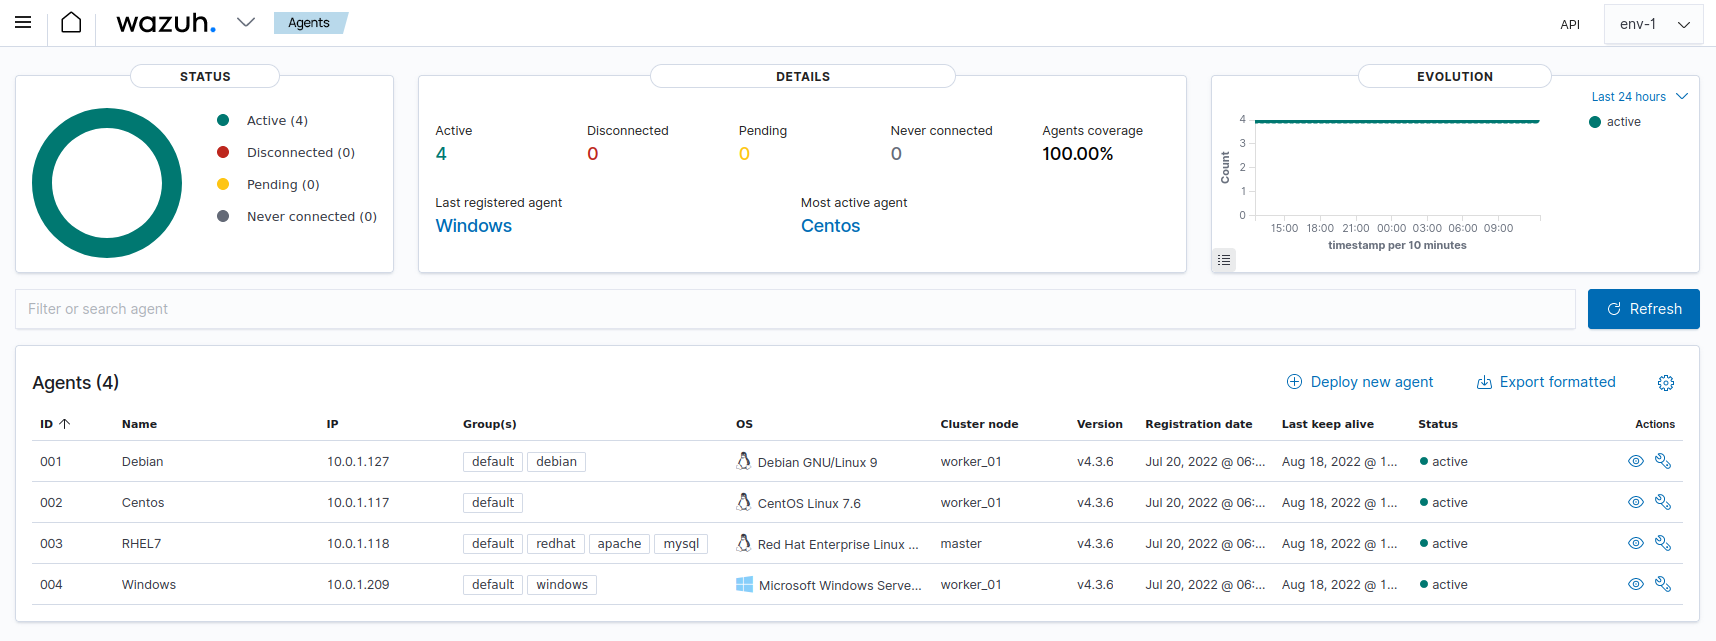 wazuh. Agents API env-1
STATUS
Active (4)
Disconnected (0)
Pending (0)
Never connected (0)
DETAILS
Active Disconnected Pending Never connected Agents coverage
4 0 0 0 100.00%
Last registered agent Most active agent
Windows Centos
EVOLUTION
Last 24 hours
active
Count
4
3
2
1
0
15:00 18:00 21:00 00:00 03:00 06:00 09:00
timestamp per 10 minutes
Filter or search agent Refresh
Agents (4) Deploy new agent Export formatted
ID Name IP Group(s) OS Cluster node Version Registration date Last keep alive Status Actions
001 Debian 10.0.1.127 default debian Debian GNU/Linux 9 worker_01 v4.3.6 Jul 20, 2022 @ 06:... Aug 18, 2022 @ 1... active
002 Centos 10.0.1.117 default CentOS Linux 7.6 worker_01 v4.3.6 Jul 20, 2022 @ 06:... Aug 18, 2022 @ 1... active
003 RHEL7 10.0.1.118 default redhat apache mysql Red Hat Enterprise Linux ... master v4.3.6 Jul 20, 2022 @ 06:... Aug 18, 2022 @ 1... active
004 Windows 10.0.1.209 default windows Microsoft Windows Serve... worker_01 v4.3.6 Jul 20, 2022 @ 06:... Aug 18, 2022 @ 1... active